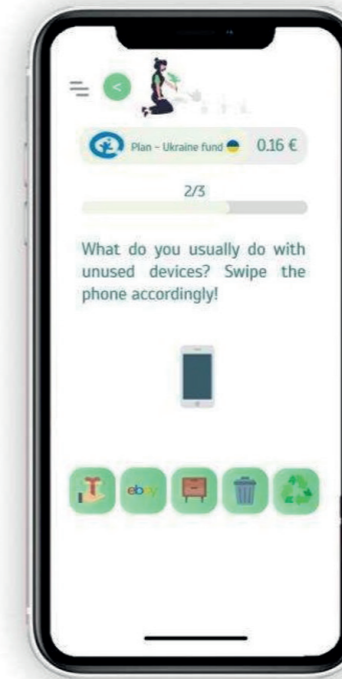 <
Plan – Ukraine fund 0.16 €
2/3
What do you usually do with
unused devices? Swipe the
phone accordingly!
ebay